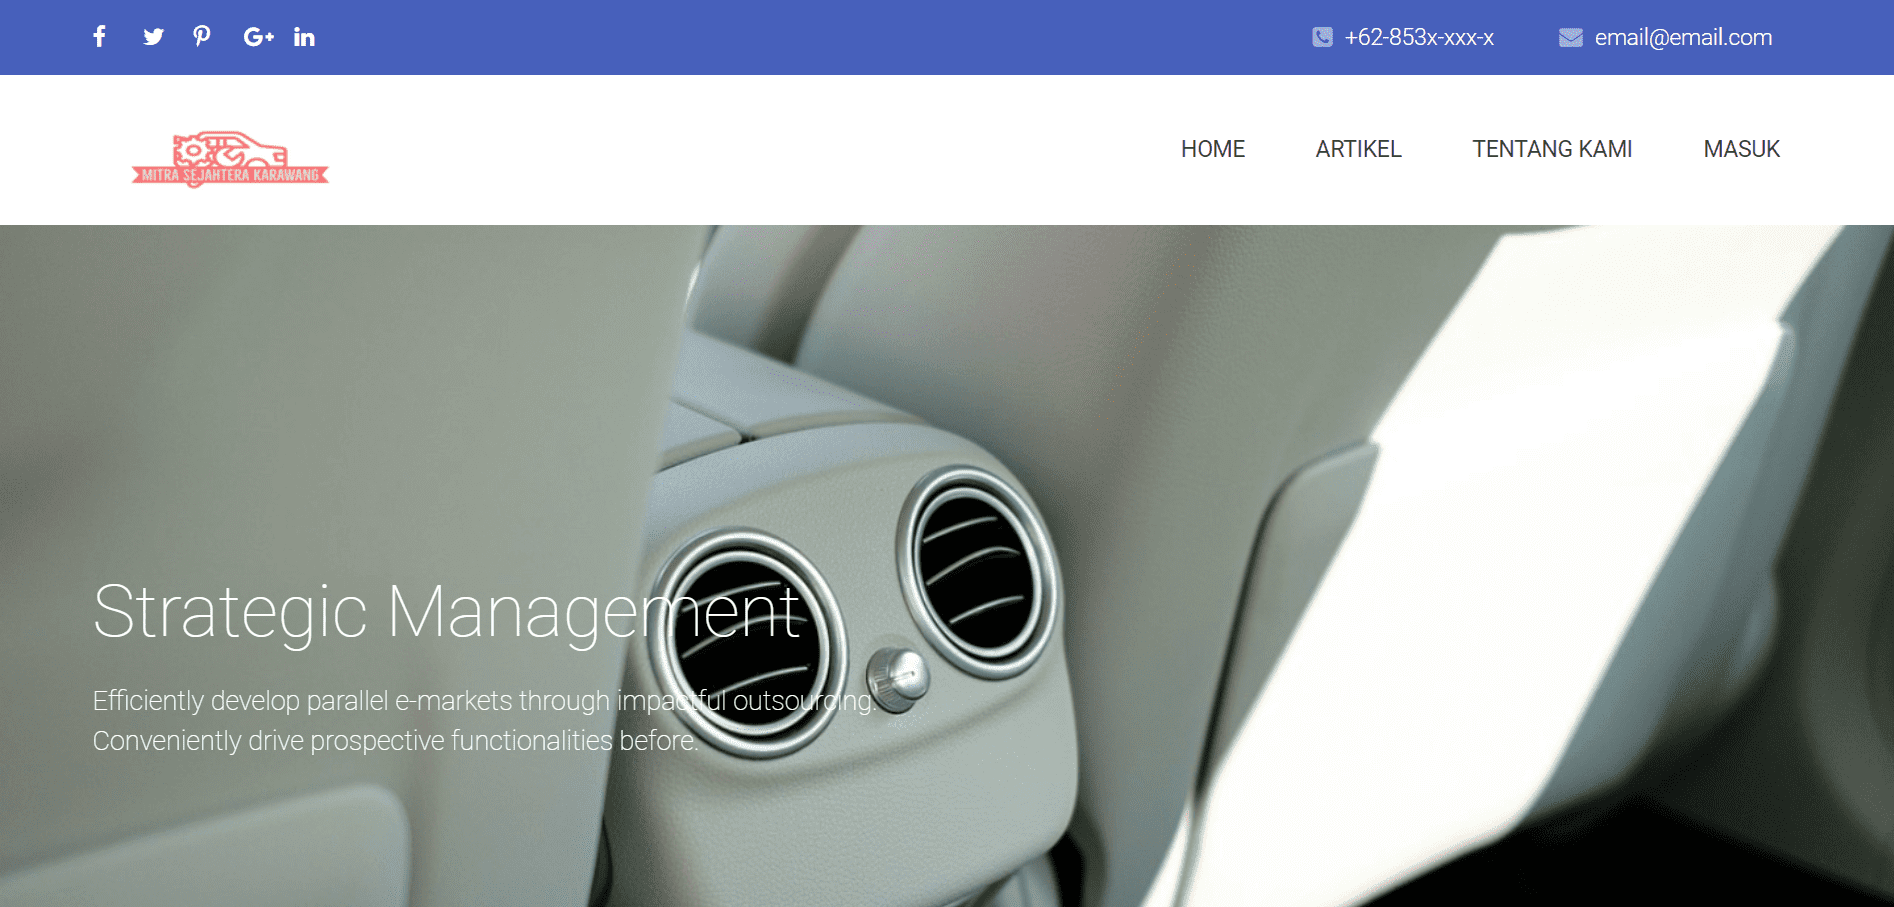 +62-853x-xxx-x
email@email.com
MITRA SEJAHTERA KARAWANG
HOME
ARTIKEL
TENTANG KAMI
MASUK
Strategic Management
Efficiently develop parallel e-markets through impactful outsourcing.
Conveniently drive prospective functionalities before.